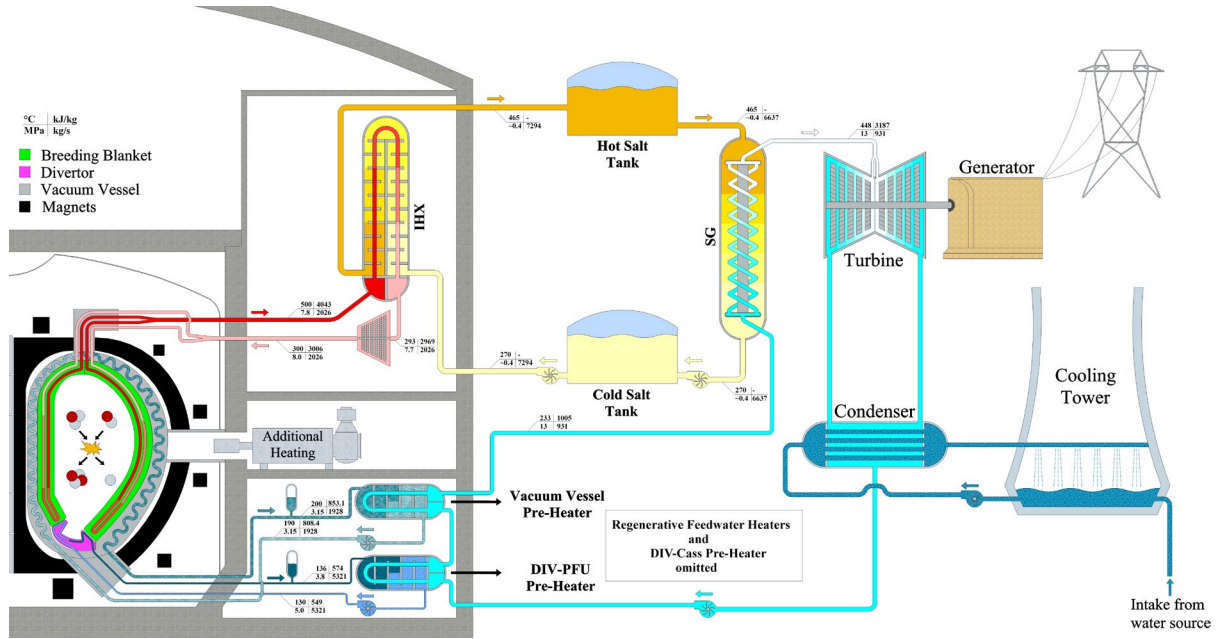 °C | kJ/kg
MPa | kg/s
Breeding Blanket
Divertor
Vacuum Vessel
Magnets
465 | -
~0.4 | 7294
Hot Salt
Tank
465 | -
~0.4 | 6637
448 | 3187
13 | 931
Generator
IHX
SG
Turbine
500 | 4043
7.8 | 2026
300 | 3006
8.0 | 2026
293 | 2969
7.7 | 2026
270 | -
~0.4 | 7294
Cold Salt
Tank
270 | -
~0.4 | 6637
Condenser
Cooling
Tower
233 | 1005
13 | 931
Additional
Heating
200 | 853.1
3.15 | 1928
190 | 808.4
3.15 | 1928
Vacuum Vessel
Pre-Heater
Regenerative Feedwater Heaters
and
DIV-Cass Pre-Heater
omitted
136 | 574
3.8 | 5321
130 | 549
5.0 | 5321
DIV-PFU
Pre-Heater
Intake from
water source